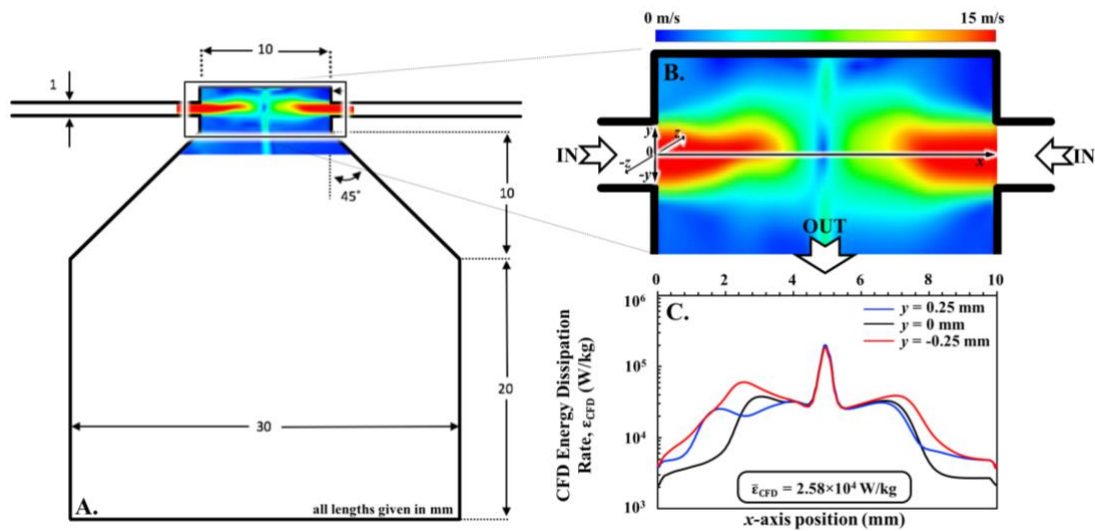 10
1
45°
10
20
30
A.
all lengths given in mm
0 m/s 15 m/s
B.
y
z
0
-z
-y
x
IN
IN
OUT
0 2 4 6 8 10
C.
y = 0.25 mm
y = 0 mm
y = -0.25 mm
10⁶
10⁵
10⁴
10³
CFD Energy Dissipation
Rate, εCFD (W/kg)
ε̄CFD = 2.58×10⁴ W/kg
x-axis position (mm)